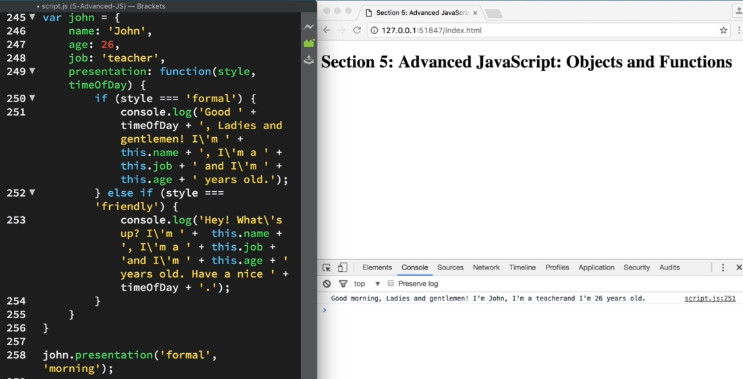 script.js (5-Advanced-JS) — Brackets
245 var john = {
246 name: 'John',
247 age: 26,
248 job: 'teacher',
249 presentation: function(style,
timeOfDay) {
250 if (style === 'formal') {
251 console.log('Good ' +
timeOfDay + ', Ladies and
gentlemen! I\'m ' +
this.name + ', I\'m a ' +
this.job + ' and I\'m ' +
this.age + ' years old.');
252 } else if (style ===
'friendly') {
253 console.log('Hey! What\'s
up? I\'m ' + this.name +
', I\'m a ' + this.job +
'and I\'m ' + this.age + '
years old. Have a nice ' +
timeOfDay + '.');
254 }
255 }
256 }
257
258 john.presentation('formal',
'morning');
Section 5: Advanced JavaScri
127.0.0.1:51847/index.html
Section 5: Advanced JavaScript: Objects and Functions
Elements Console Sources Network Timeline Profiles Application Security Audits
top Preserve log
Good morning, Ladies and gentlemen! I'm John, I'm a teacherand I'm 26 years old. script.js:251